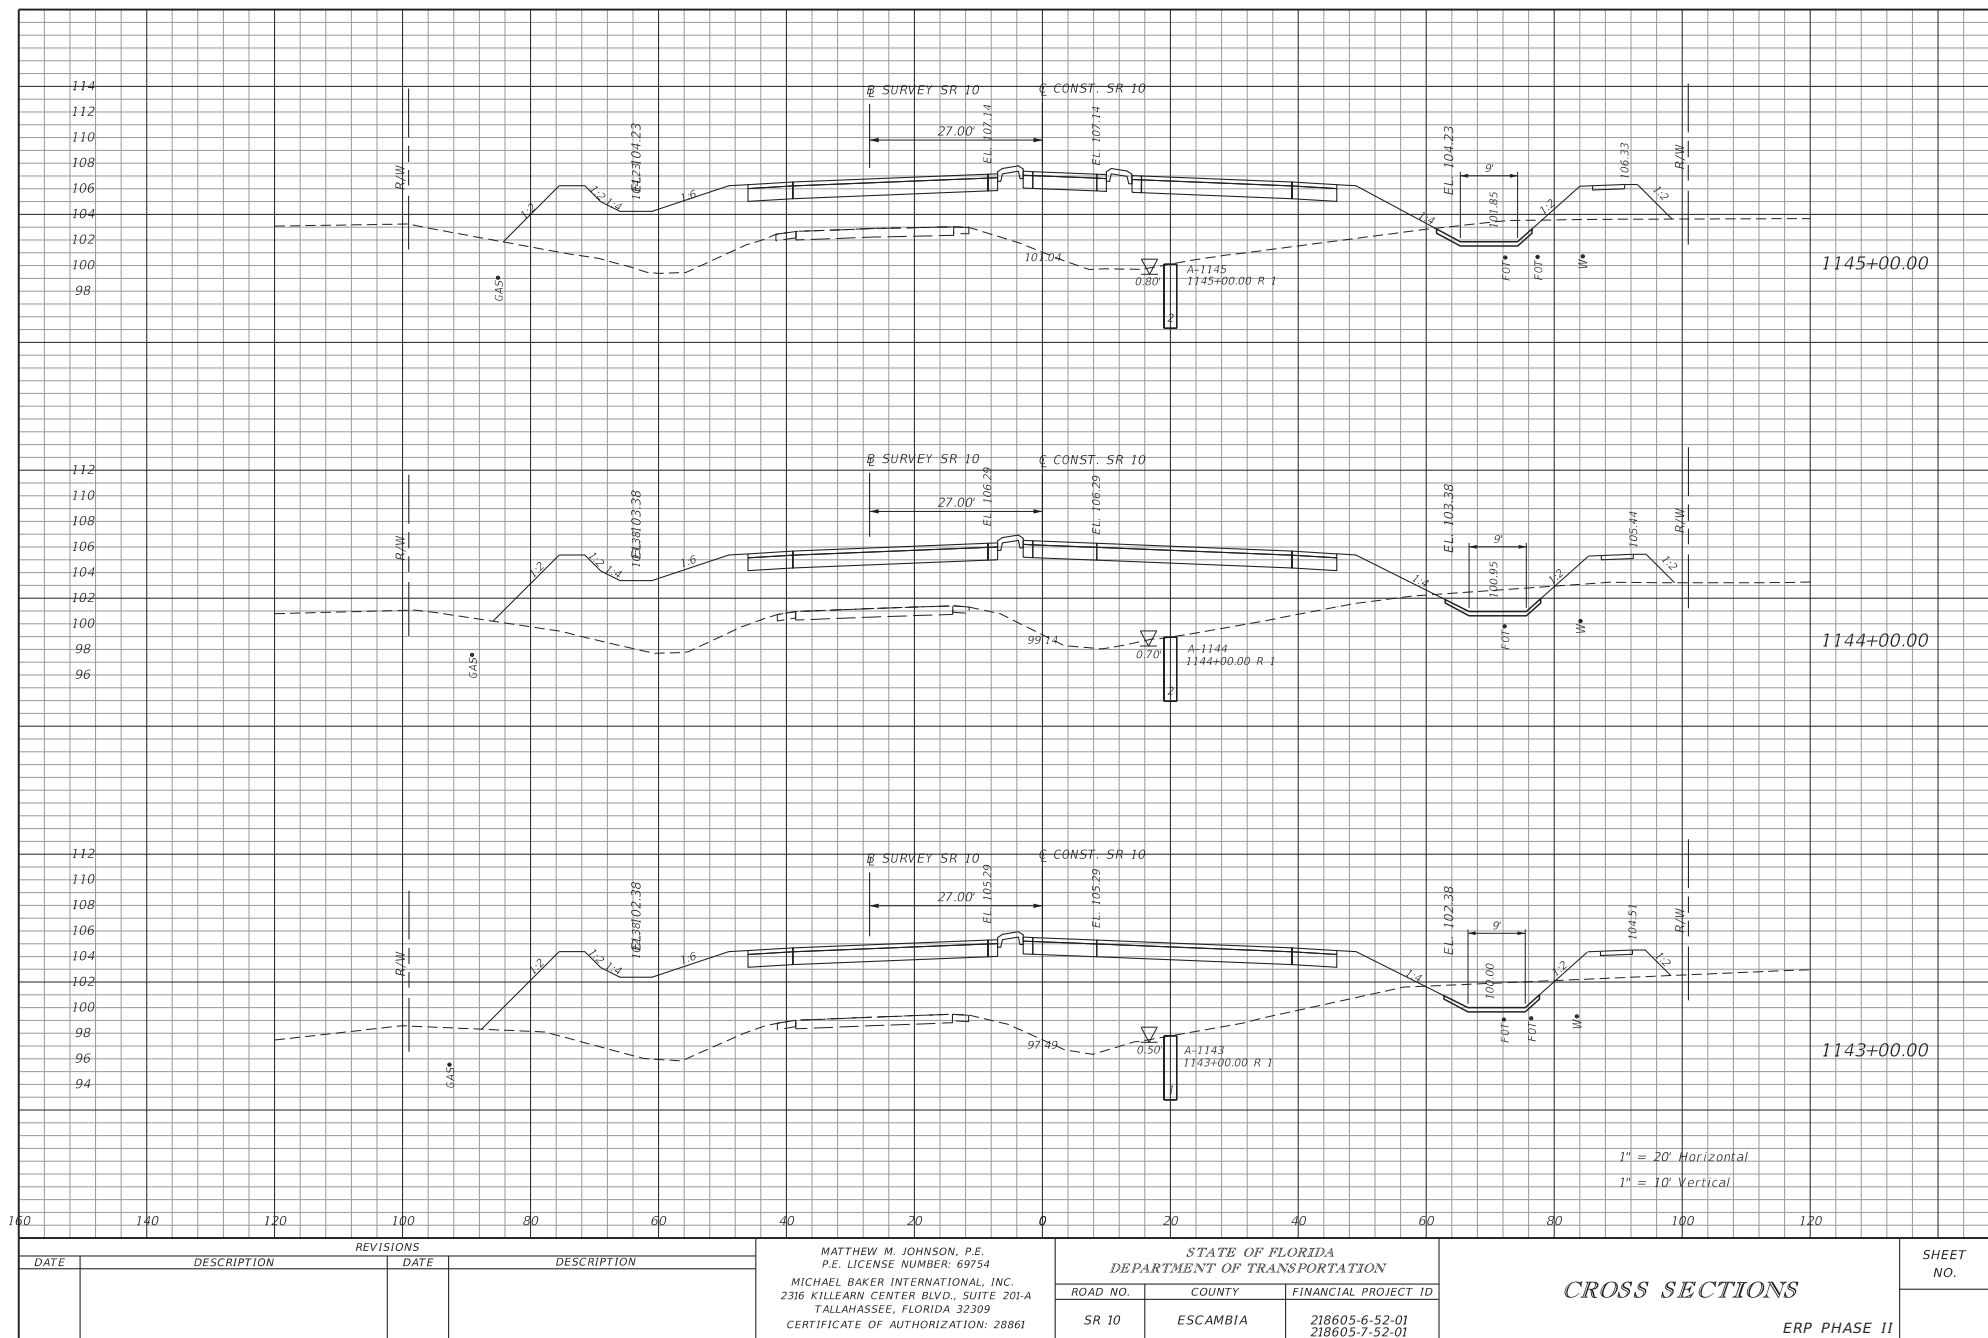 114
112
110
108
106
104
102
100
98
B SURVEY SR 10
C CONST. SR 10
27.00'
EL. 107.14
EL. 107.14
EL. 104.23
R/W
1:2
1:2
1:4
1:6
EL. 104.23
9'
101.85
106.33
R/W
1:4
1:2
1:2
101.04
0.80'
A-1145
1145+00.00 R 1
2
GAS
FOT
FOT
W
1145+00.00
112
110
108
106
104
102
100
98
96
B SURVEY SR 10
C CONST. SR 10
27.00'
EL. 106.29
EL. 106.29
103.38
R/W
1:2
1:2
1:4
1:6
EL. 103.38
9'
100.95
105.44
R/W
1:4
1:2
1:2
99.14
0.70'
A-1144
1144+00.00 R 1
2
GAS
FOT
W
1144+00.00
112
110
108
106
104
102
100
98
96
94
B SURVEY SR 10
C CONST. SR 10
27.00'
EL. 105.29
EL. 105.29
102.38
R/W
1:2
1:2
1:4
1:6
EL. 102.38
9'
100.00
104.51
R/W
1:4
1:2
1:2
97.49
0.50'
A-1143
1143+00.00 R 1
1
GAS
FOT
FOT
W
1143+00.00
1" = 20' Horizontal
1" = 10' Vertical
160 140 120 100 80 60 40 20 0 20 40 60 80 100 120
REVISIONS
DATE DESCRIPTION DATE DESCRIPTION
MATTHEW M. JOHNSON, P.E.
P.E. LICENSE NUMBER: 69754
MICHAEL BAKER INTERNATIONAL, INC.
2316 KILLEARN CENTER BLVD., SUITE 201-A
TALLAHASSEE, FLORIDA 32309
CERTIFICATE OF AUTHORIZATION: 28861
STATE OF FLORIDA
DEPARTMENT OF TRANSPORTATION
ROAD NO. COUNTY FINANCIAL PROJECT ID
SR 10 ESCAMBIA 218605-6-52-01
218605-7-52-01
CROSS SECTIONS
ERP PHASE II
SHEET
NO.